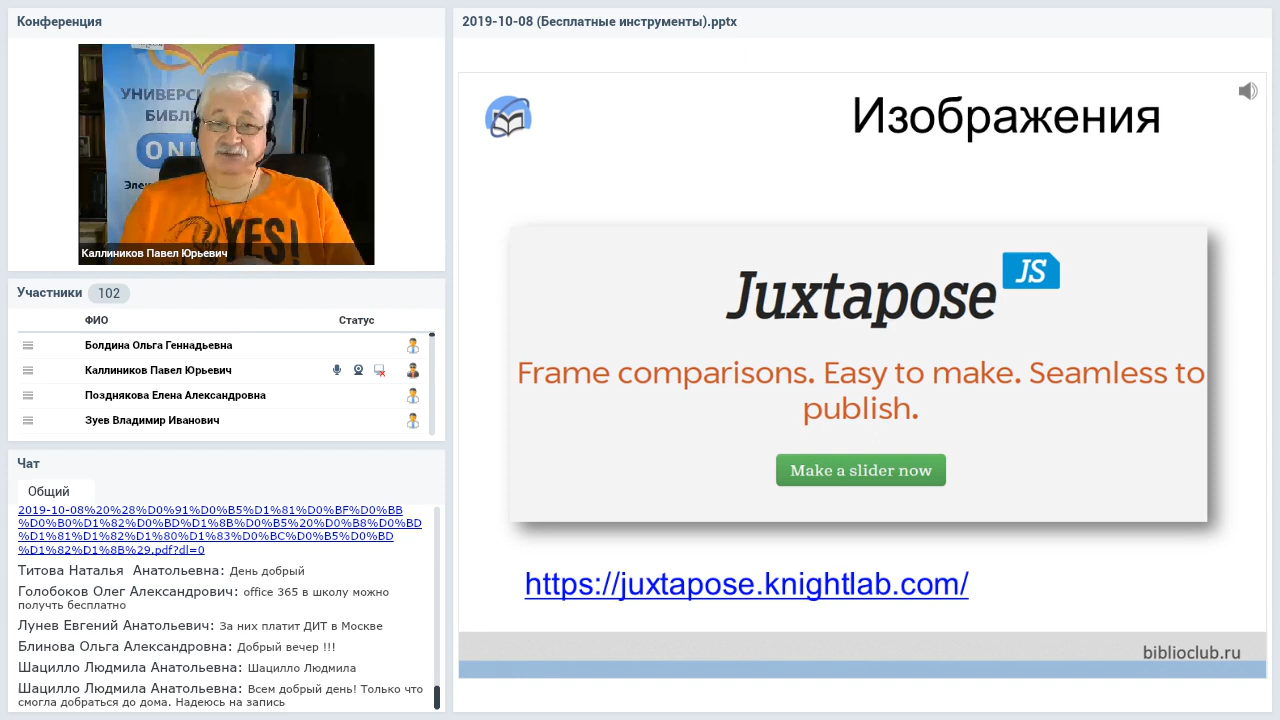 Конференция
УНИВЕРС
БИБЛИ
ONL
YES!
Каллиников Павел Юрьевич
Участники 102
ФИО Статус
Болдина Ольга Геннадьевна
Каллиников Павел Юрьевич
Позднякова Елена Александровна
Зуев Владимир Иванович
Чат
Общий
2019-10-08%20%28%D0%91%D0%B5%D1%81%D0%BF%D0%BB
%D0%B0%D1%82%D0%BD%D1%8B%D0%B5%20%D0%B8%D0%BD
%D1%81%D1%82%D1%80%D1%83%D0%BC%D0%B5%D0%BD
%D1%82%D1%8B%29.pdf?dl=0
Титова Наталья Анатольевна: День добрый
Голобоков Олег Александрович: office 365 в школу можно
получть бесплатно
Лунев Евгений Анатольевич: За них платит ДИТ в Москве
Блинова Ольга Александровна: Добрый вечер !!!
Шацилло Людмила Анатольевна: Шацилло Людмила
Шацилло Людмила Анатольевна: Всем добрый день! Только что
смогла добраться до дома. Надеюсь на запись
2019-10-08 (Бесплатные инструменты).pptx
Изображения
Juxtapose JS
Frame comparisons. Easy to make. Seamless to
publish.
Make a slider now
https://juxtapose.knightlab.com/
biblioclub.ru